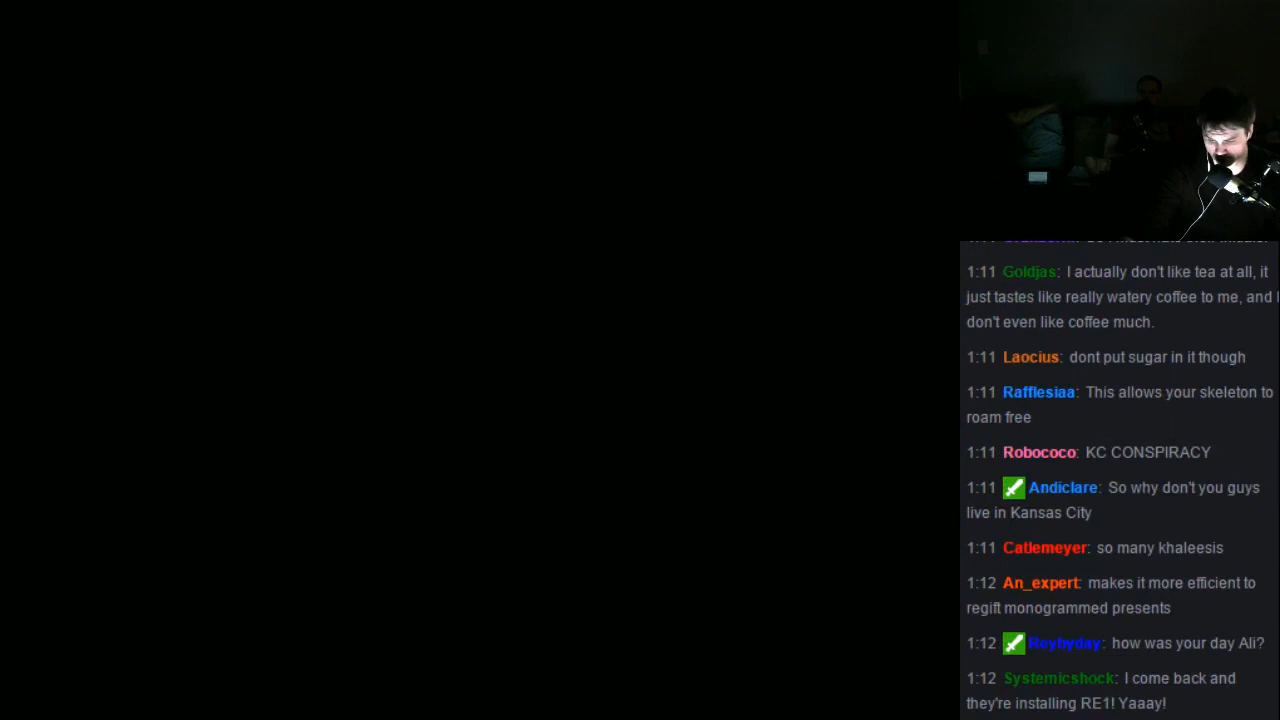 1:11 Goldjas: I actually don't like tea at all, it
just tastes like really watery coffee to me, and I
don't even like coffee much.
1:11 Laocius: dont put sugar in it though
1:11 Rafflesiaa: This allows your skeleton to
roam free
1:11 Robococo: KC CONSPIRACY
1:11 Andiclare: So why don't you guys
live in Kansas City
1:11 Catlemeyer: so many khaleesis
1:12 An_expert: makes it more efficient to
regift monogrammed presents
1:12 Reybyday: how was your day Ali?
1:12 Systemicshock: I come back and
they're installing RE1! Yaaay!